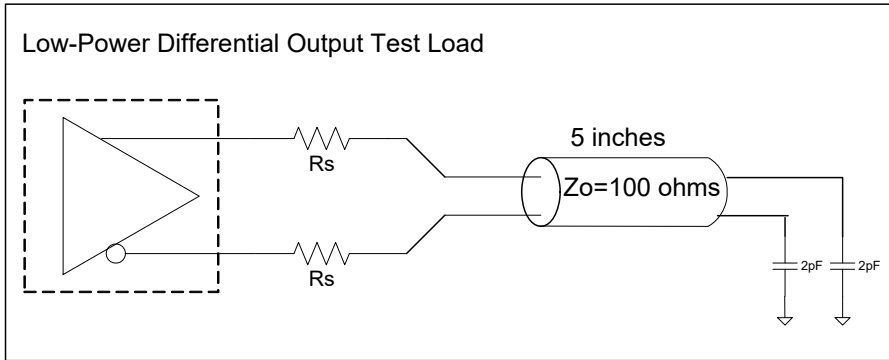 Low-Power Differential Output Test Load
5 inches
Rs
Zo=100 ohms
Rs
2pF
2pF